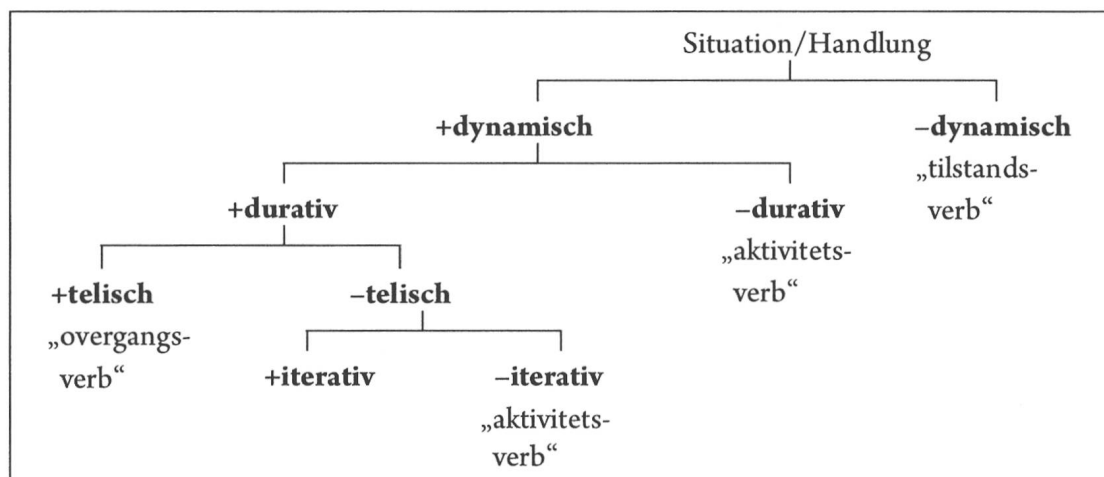 Situation/Handlung
+dynamisch
–dynamisch
„tilstands-
verb“
+durativ
–durativ
„aktivitets-
verb“
+telisch
–telisch
„overgangs-
verb“
+iterativ
–iterativ
„aktivitets-
verb“